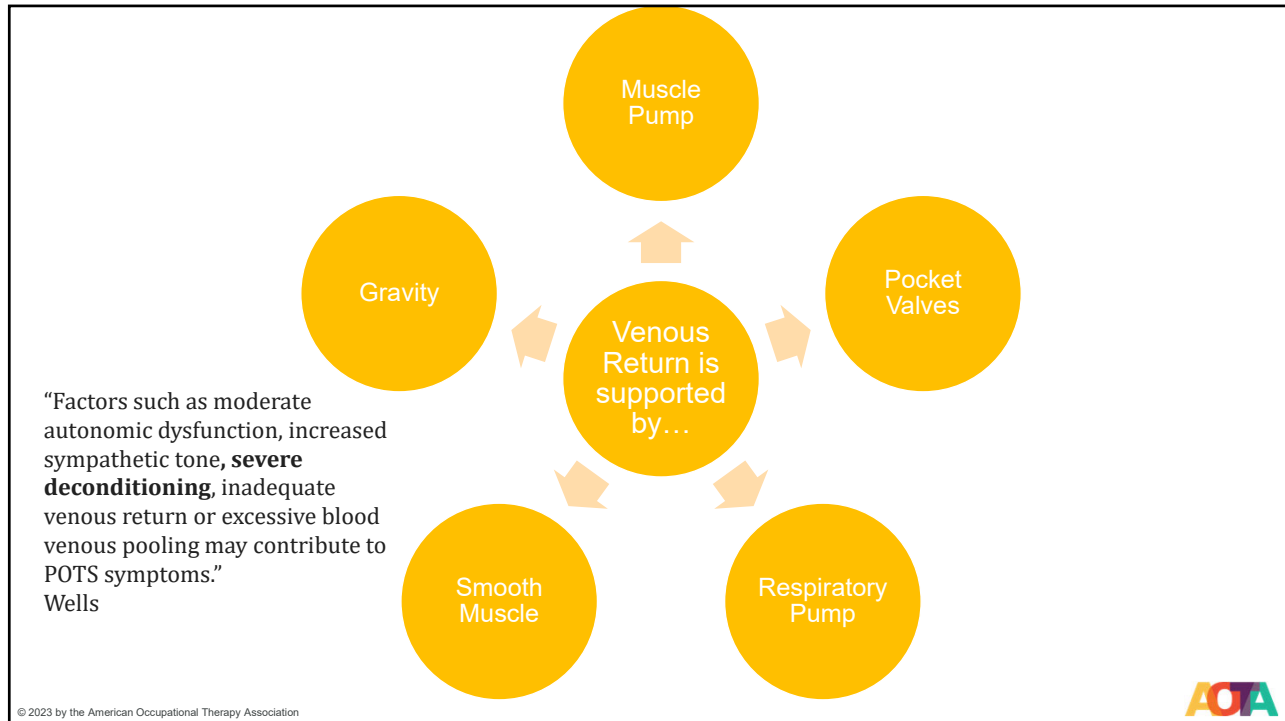 Muscle
Pump
Gravity
Pocket
Valves
Venous
Return is
supported
by…
“Factors such as moderate
autonomic dysfunction, increased
sympathetic tone, severe
deconditioning, inadequate
venous return or excessive blood
venous pooling may contribute to
POTS symptoms.”
Wells
Smooth
Muscle
Respiratory
Pump
© 2023 by the American Occupational Therapy Association
AOTA